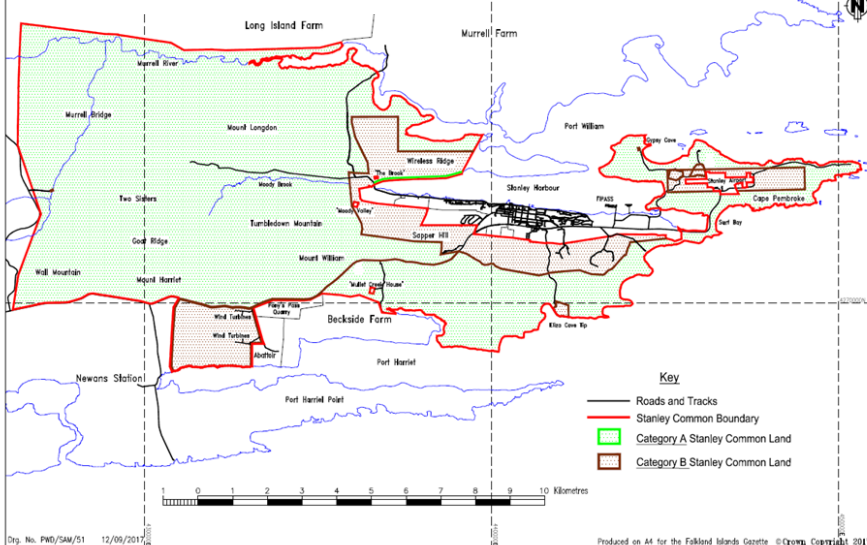 N
Long Island Farm
Murrell Farm
Murrell River
Murrell Bridge
Mount Longdon
Port William
Gypsy Cove
Wireless Ridge
"The Brook"
Moody Brook
Stanley Harbour
Stanley Airport
Two Sisters
"Moody Valley"
FIPASS
Cape Pembroke
Tumbledown Mountain
Sapper Hill
Surf Bay
Goat Ridge
Wall Mountain
Mount William
Mount Harriet
"Mullet Creek House"
Pony's Pass
Quarry
Wind Turbines
Beckside Farm
Eliza Cove Tip
Wind Turbines
Abattoir
Port Harriet
Newans Station
Port Harriet Point
Key
Roads and Tracks
Stanley Common Boundary
Category A Stanley Common Land
Category B Stanley Common Land
1 0 1 2 3 4 5 6 7 8 9 10 Kilometres
Drg. No. PWD/SAM/51 12/09/2017
Produced on A4 for the Falkland Islands Gazette ©Crown Copyright